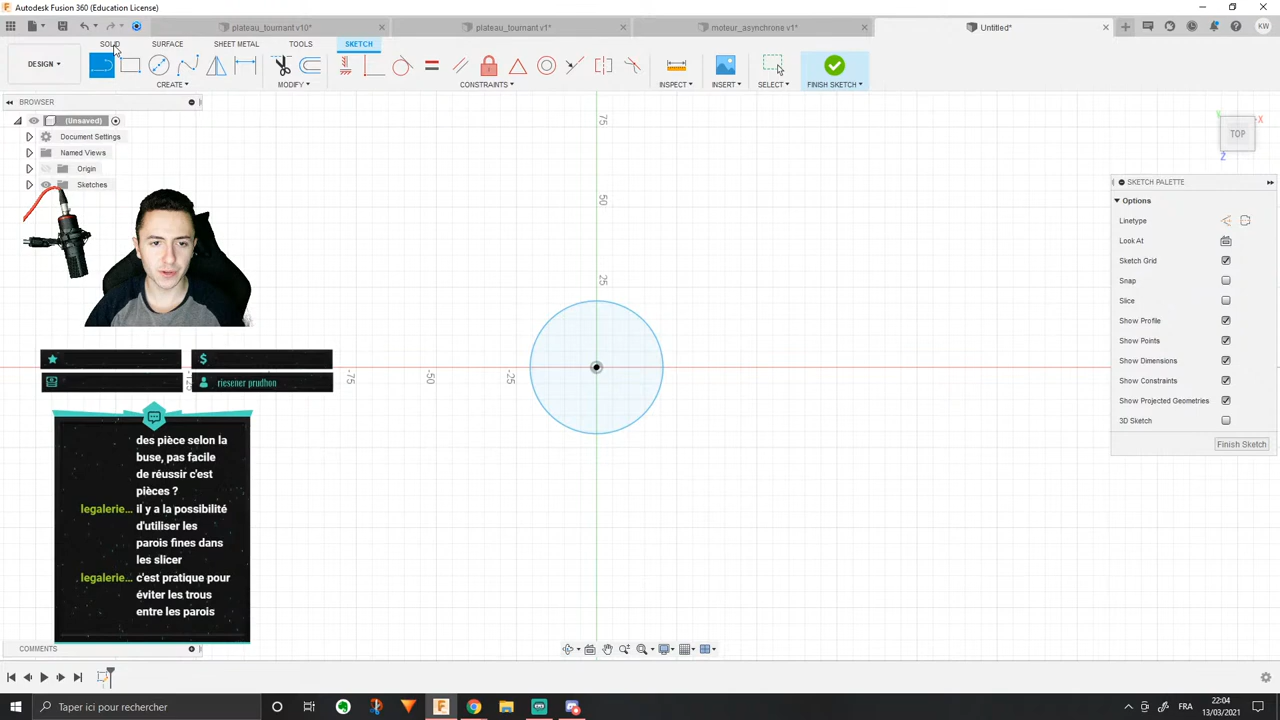 Autodesk Fusion 360 (Education License)
plateau_tournant v10*
plateau_tournant v1*
moteur_asynchrone v1*
Untitled*
KW
DESIGN
SOLID
SURFACE
SHEET METAL
TOOLS
SKETCH
CREATE
MODIFY
CONSTRAINTS
INSPECT
INSERT
SELECT
FINISH SKETCH
BROWSER
(Unsaved)
Document Settings
Named Views
Origin
Sketches
75
50
25
-25
-50
-75
-125
TOP
X
Y
Z
SKETCH PALETTE
Options
Linetype
Look At
Sketch Grid
Snap
Slice
Show Profile
Show Points
Show Dimensions
Show Constraints
Show Projected Geometries
3D Sketch
Finish Sketch
$
riesener prudhon
des pièce selon la
buse, pas facile
de réussir c'est
pièces ?
legalerie... il y a la possibilité
d'utiliser les
parois fines dans
les slicer
legalerie... c'est pratique pour
éviter les trous
entre les parois
COMMENTS
Taper ici pour rechercher
FRA
22:04
13/03/2021